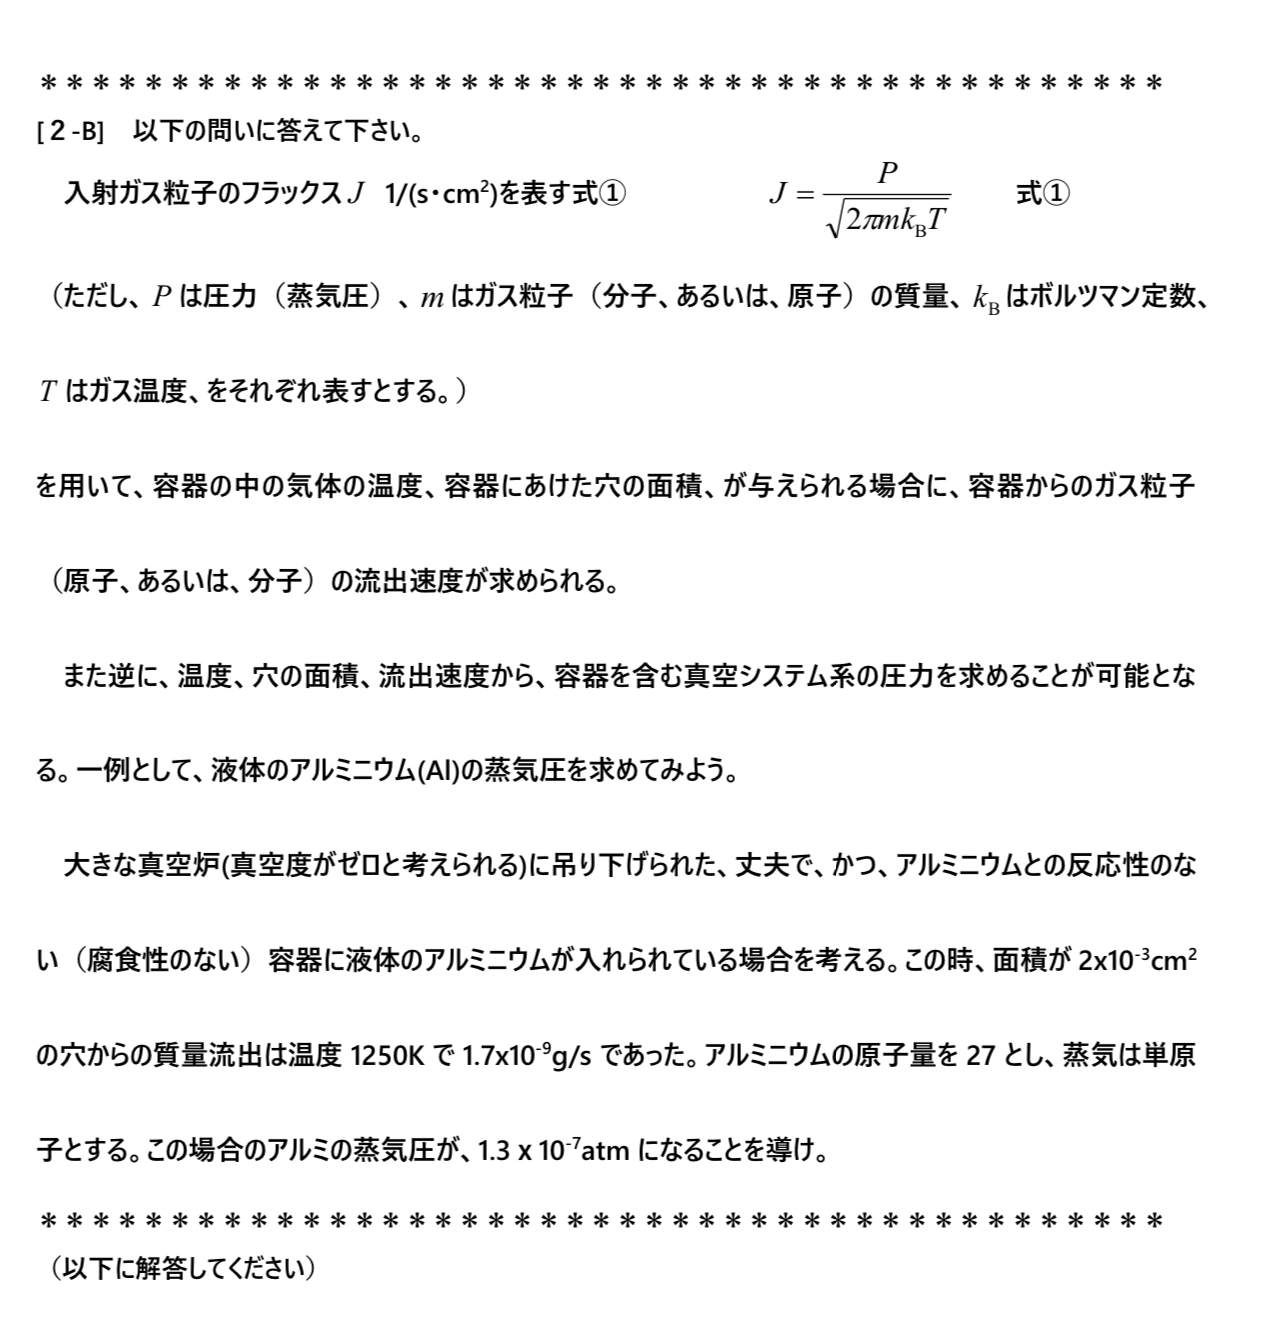 ＊＊＊＊＊＊＊＊＊＊＊＊＊＊＊＊＊＊＊＊＊＊＊＊＊＊＊＊＊＊＊＊＊＊＊＊＊＊＊＊＊＊＊
[２-B]　以下の問いに答えて下さい。
入射ガス粒子のフラックス J 1/(s・cm²)を表す式① J = P / √(2πmk_BT) 式①
（ただし、P は圧力（蒸気圧）、m はガス粒子（分子、あるいは、原子）の質量、k_B はボルツマン定数、
T はガス温度、をそれぞれ表すとする。）
を用いて、容器の中の気体の温度、容器にあけた穴の面積、が与えられる場合に、容器からのガス粒子
（原子、あるいは、分子）の流出速度が求められる。
また逆に、温度、穴の面積、流出速度から、容器を含む真空システム系の圧力を求めることが可能とな
る。一例として、液体のアルミニウム(Al)の蒸気圧を求めてみよう。
大きな真空炉(真空度がゼロと考えられる)に吊り下げられた、丈夫で、かつ、アルミニウムとの反応性のな
い（腐食性のない）容器に液体のアルミニウムが入れられている場合を考える。この時、面積が 2x10⁻³cm²
の穴からの質量流出は温度 1250K で 1.7x10⁻⁹g/s であった。アルミニウムの原子量を 27 とし、蒸気は単原
子とする。この場合のアルミの蒸気圧が、1.3 x 10⁻⁷atm になることを導け。
＊＊＊＊＊＊＊＊＊＊＊＊＊＊＊＊＊＊＊＊＊＊＊＊＊＊＊＊＊＊＊＊＊＊＊＊＊＊＊＊＊＊＊
（以下に解答してください）